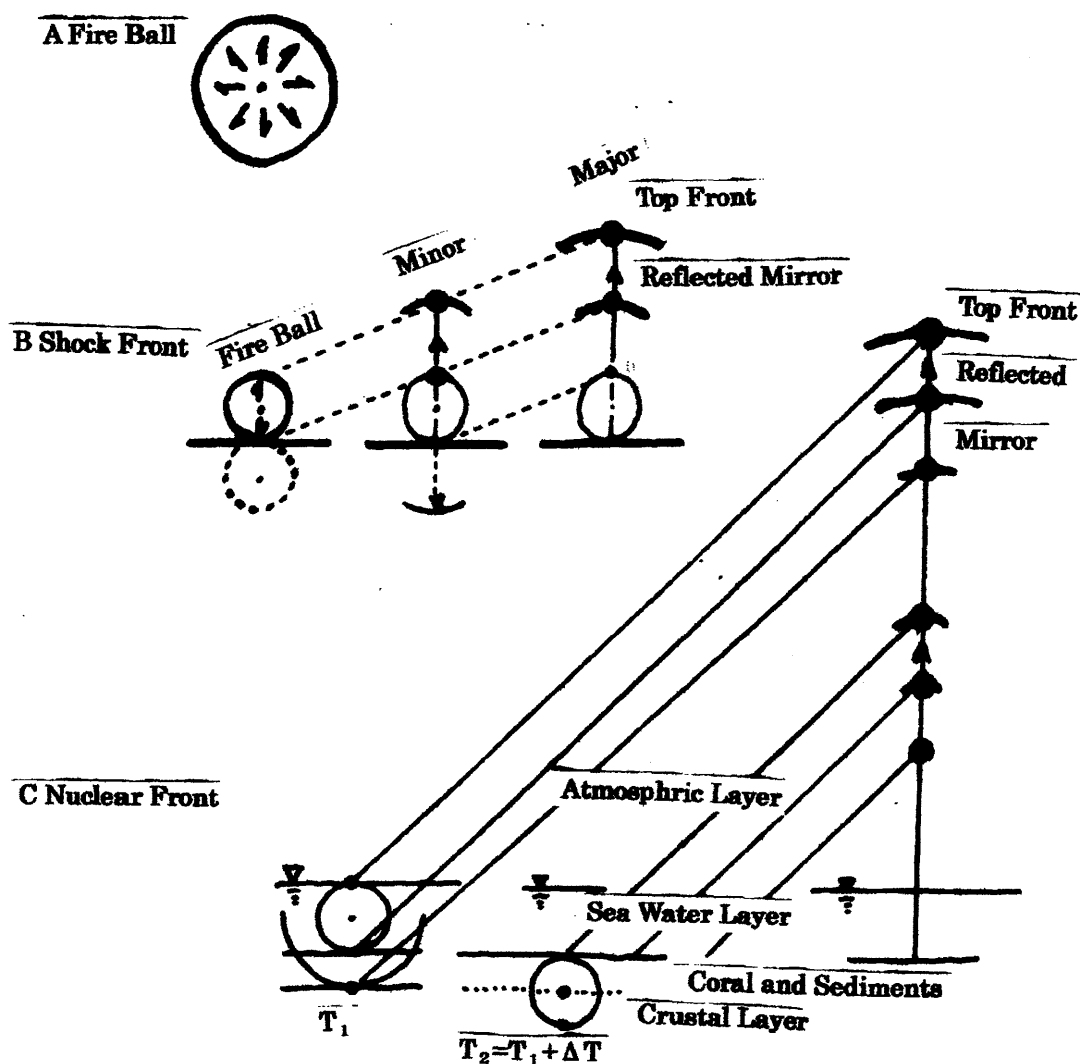 A Fire Ball
Major
Top Front
Minor
Reflected Mirror
B Shock Front
Fire Ball
Top Front
Reflected
Mirror
C Nuclear Front
Atmosphric Layer
Sea Water Layer
Coral and Sediments
T₁
Crustal Layer
T₂=T₁+ΔT